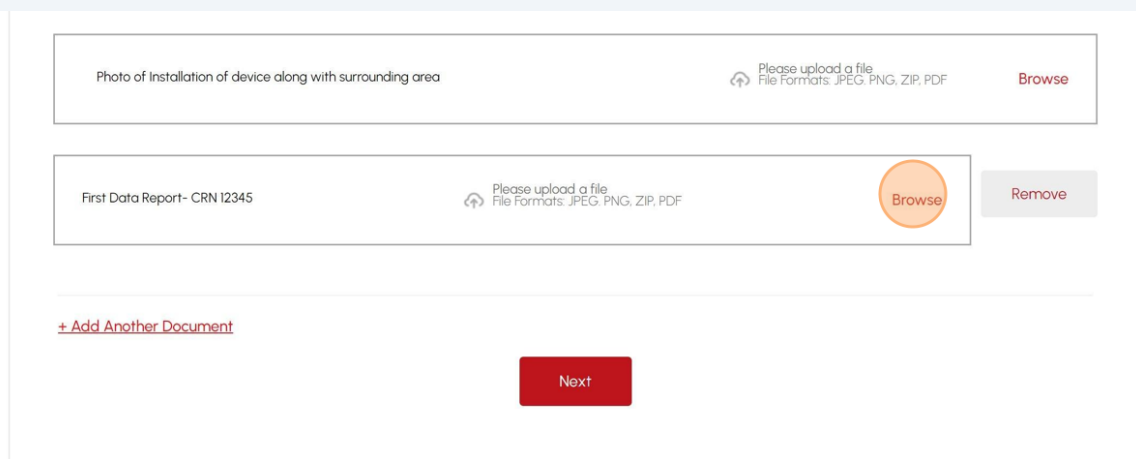 Photo of Installation of device along with surrounding area
Please upload a file
File Formats: JPEG. PNG, ZIP, PDF
Browse
First Data Report- CRN 12345
Please upload a file
File Formats: JPEG. PNG, ZIP, PDF
Browse
Remove
+ Add Another Document
Next